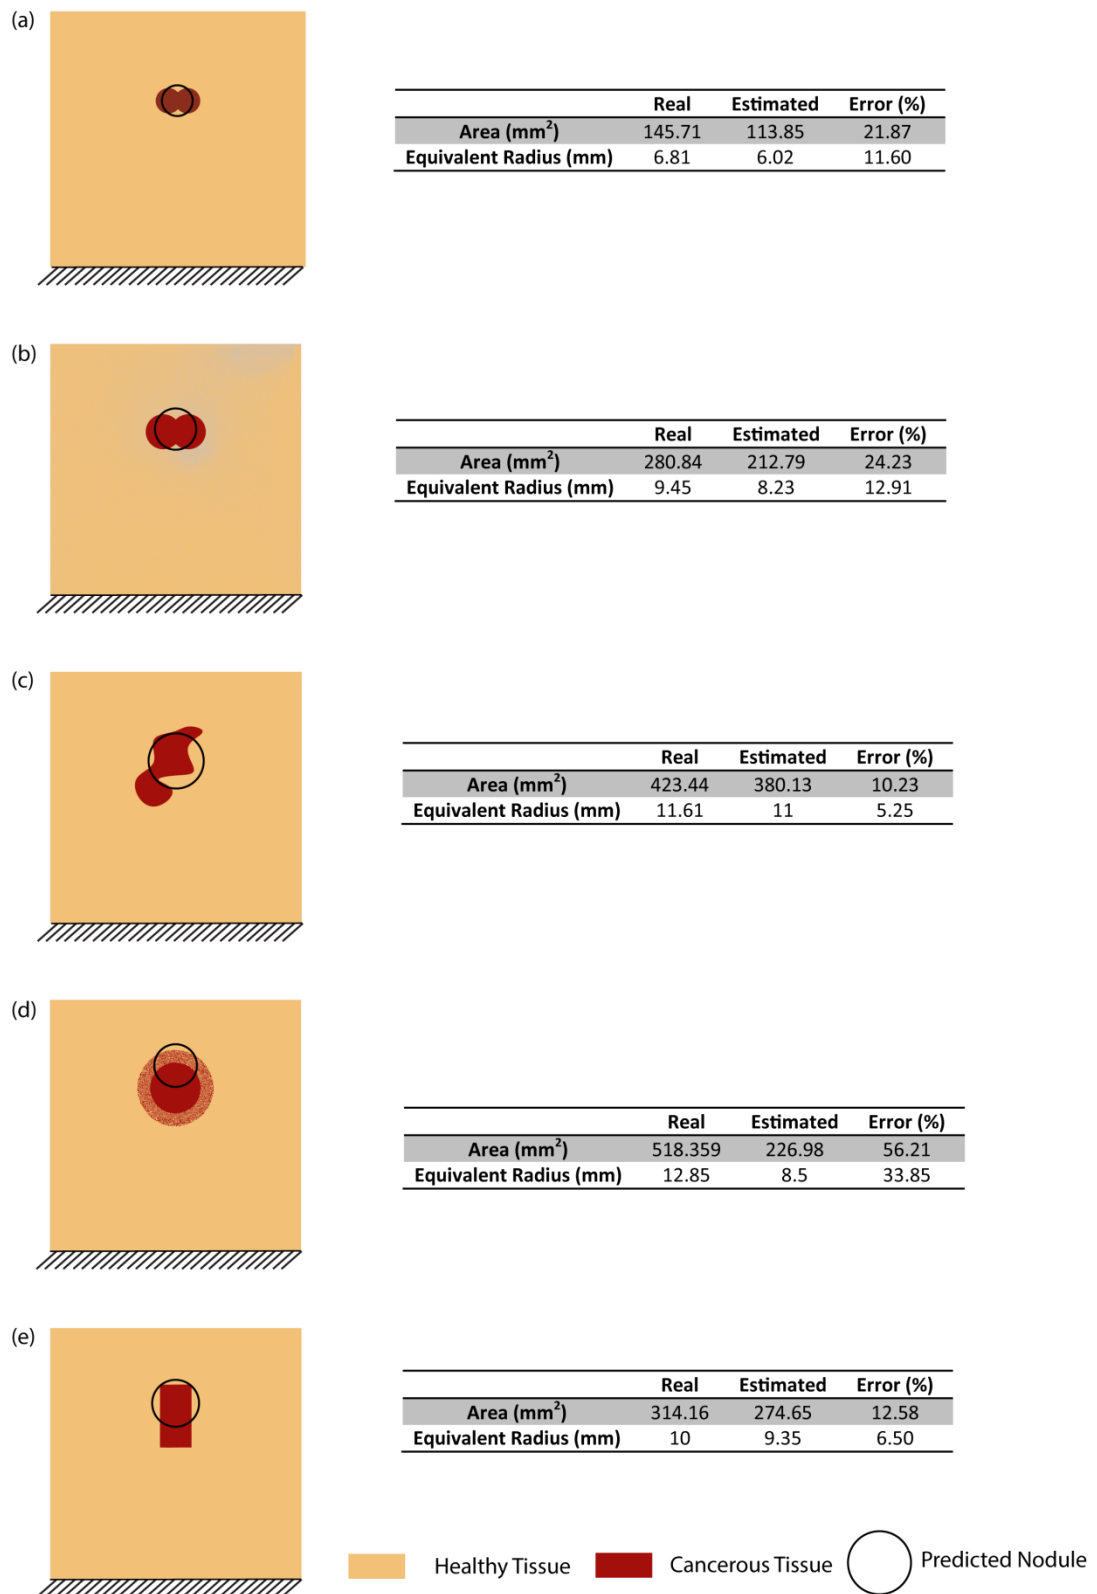 (a)
Real Estimated Error (%)
Area (mm²) 145.71 113.85 21.87
Equivalent Radius (mm) 6.81 6.02 11.60
(b)
Real Estimated Error (%)
Area (mm²) 280.84 212.79 24.23
Equivalent Radius (mm) 9.45 8.23 12.91
(c)
Real Estimated Error (%)
Area (mm²) 423.44 380.13 10.23
Equivalent Radius (mm) 11.61 11 5.25
(d)
Real Estimated Error (%)
Area (mm²) 518.359 226.98 56.21
Equivalent Radius (mm) 12.85 8.5 33.85
(e)
Real Estimated Error (%)
Area (mm²) 314.16 274.65 12.58
Equivalent Radius (mm) 10 9.35 6.50
Healthy Tissue Cancerous Tissue Predicted Nodule